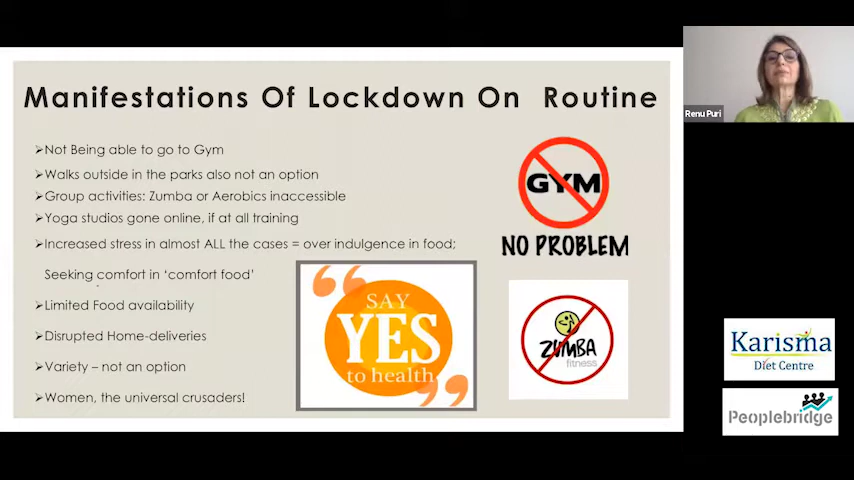 Manifestations Of Lockdown On Routine
➢Not Being able to go to Gym
➢Walks outside in the parks also not an option
➢Group activities: Zumba or Aerobics inaccessible
➢Yoga studios gone online, if at all training
➢Increased stress in almost ALL the cases = over indulgence in food;
Seeking comfort in ‘comfort food’
➢Limited Food availability
➢Disrupted Home-deliveries
➢Variety – not an option
➢Women, the universal crusaders!
GYM
NO PROBLEM
“SAY
YES
to health”
ZUMBA
fitness
Renu Puri
Karisma
Diet Centre
Peoplebridge